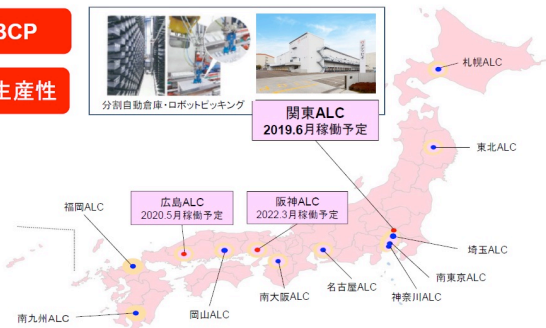 BCP
生産性
分割自動倉庫・ロボットピッキング
札幌ALC
関東ALC
2019.6月稼働予定
東北ALC
広島ALC
2020.5月稼働予定
阪神ALC
2022.3月稼働予定
福岡ALC
埼玉ALC
南東京ALC
神奈川ALC
名古屋ALC
南大阪ALC
岡山ALC
南九州ALC